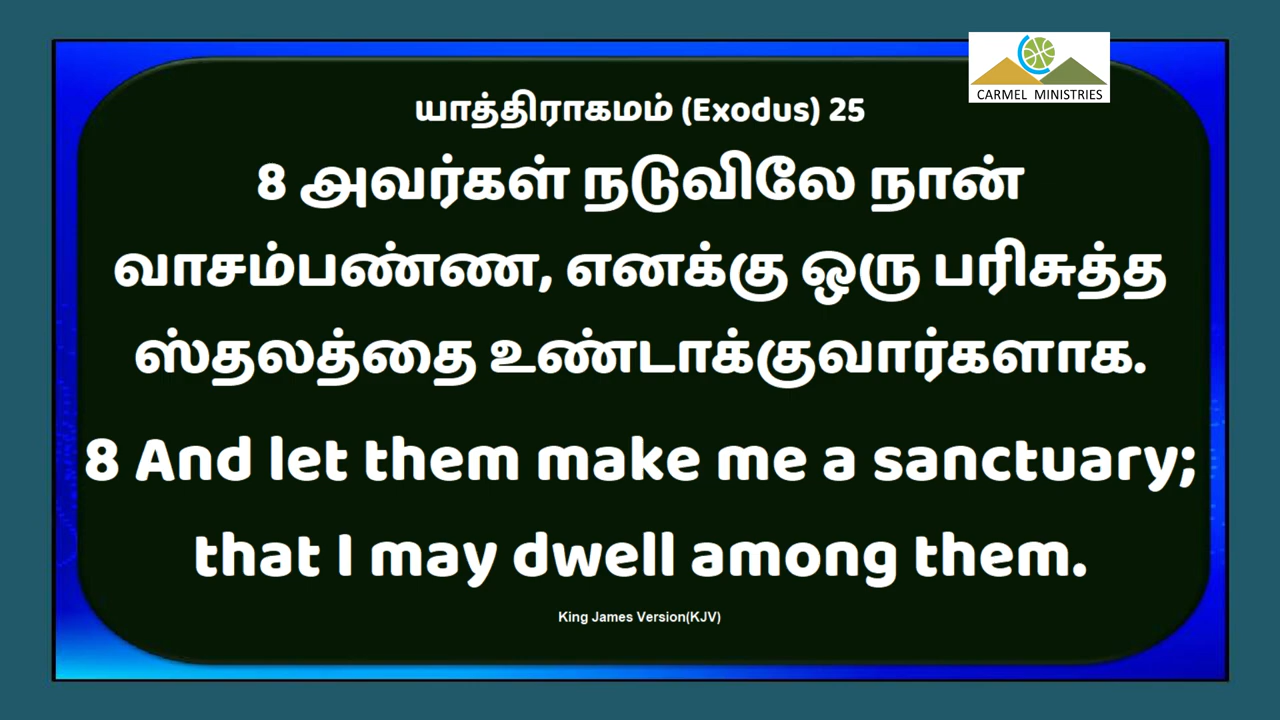 CARMEL MINISTRIES
யாத்திராகமம் (Exodus) 25
8 அவர்கள் நடுவிலே நான்
வாசம்பண்ண, எனக்கு ஒரு பரிசுத்த
ஸ்தலத்தை உண்டாக்குவார்களாக.
8 And let them make me a sanctuary;
that I may dwell among them.
King James Version(KJV)